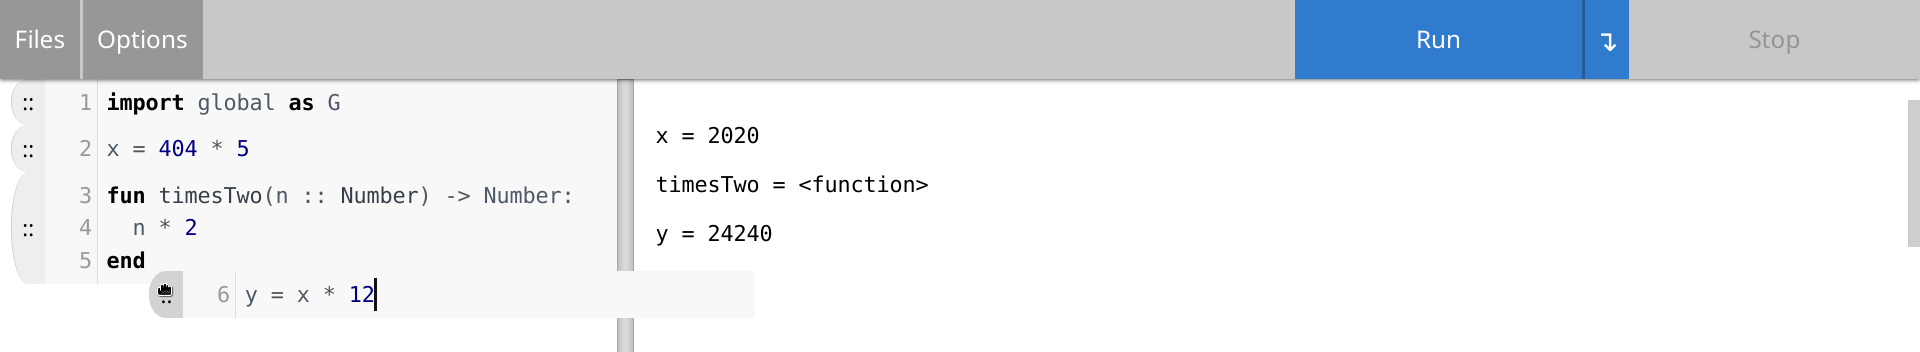 Files Options Run ↴ Stop
:: 1 import global as G
:: 2 x = 404 * 5
3 fun timesTwo(n :: Number) -> Number:
:: 4   n * 2
5 end
6 y = x * 12
x = 2020
timesTwo = <function>
y = 24240